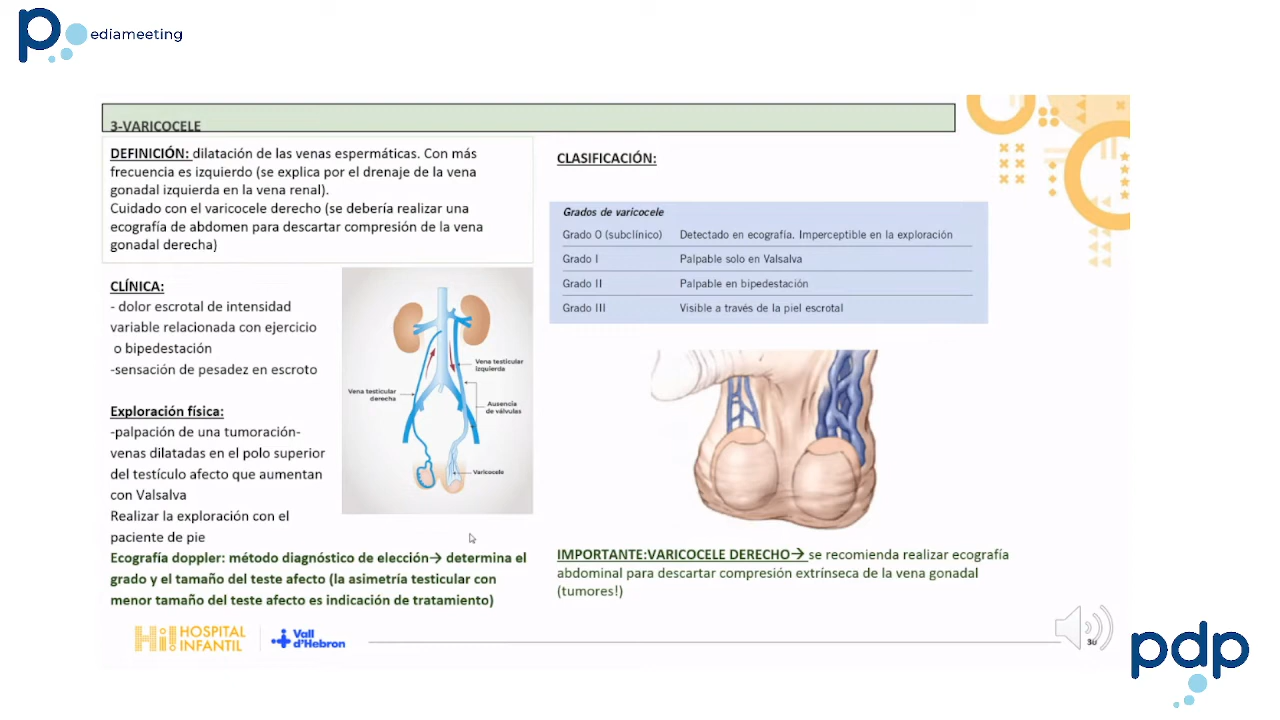 pediameeting
3-VARICOCELE
DEFINICIÓN: dilatación de las venas espermáticas. Con más
frecuencia es izquierdo (se explica por el drenaje de la vena
gonadal izquierda en la vena renal).
Cuidado con el varicocele derecho (se debería realizar una
ecografía de abdomen para descartar compresión de la vena
gonadal derecha)
CLÍNICA:
- dolor escrotal de intensidad
variable relacionada con ejercicio
o bipedestación
-sensación de pesadez en escroto
Exploración física:
-palpación de una tumoración-
venas dilatadas en el polo superior
del testículo afecto que aumentan
con Valsalva
Realizar la exploración con el
paciente de pie
Ecografía doppler: método diagnóstico de elección→ determina el
grado y el tamaño del teste afecto (la asimetría testicular con
menor tamaño del teste afecto es indicación de tratamiento)
Vena testicular
izquierda
Vena testicular
derecha
Ausencia
de válvulas
Varicocele
CLASIFICACIÓN:
Grados de varicocele
Grado 0 (subclínico) Detectado en ecografía. Imperceptible en la exploración
Grado I Palpable solo en Valsalva
Grado II Palpable en bipedestación
Grado III Visible a través de la piel escrotal
IMPORTANTE:VARICOCELE DERECHO→ se recomienda realizar ecografía
abdominal para descartar compresión extrínseca de la vena gonadal
(tumores!)
Hi! HOSPITAL
INFANTIL
Vall
d'Hebron
30
pdp